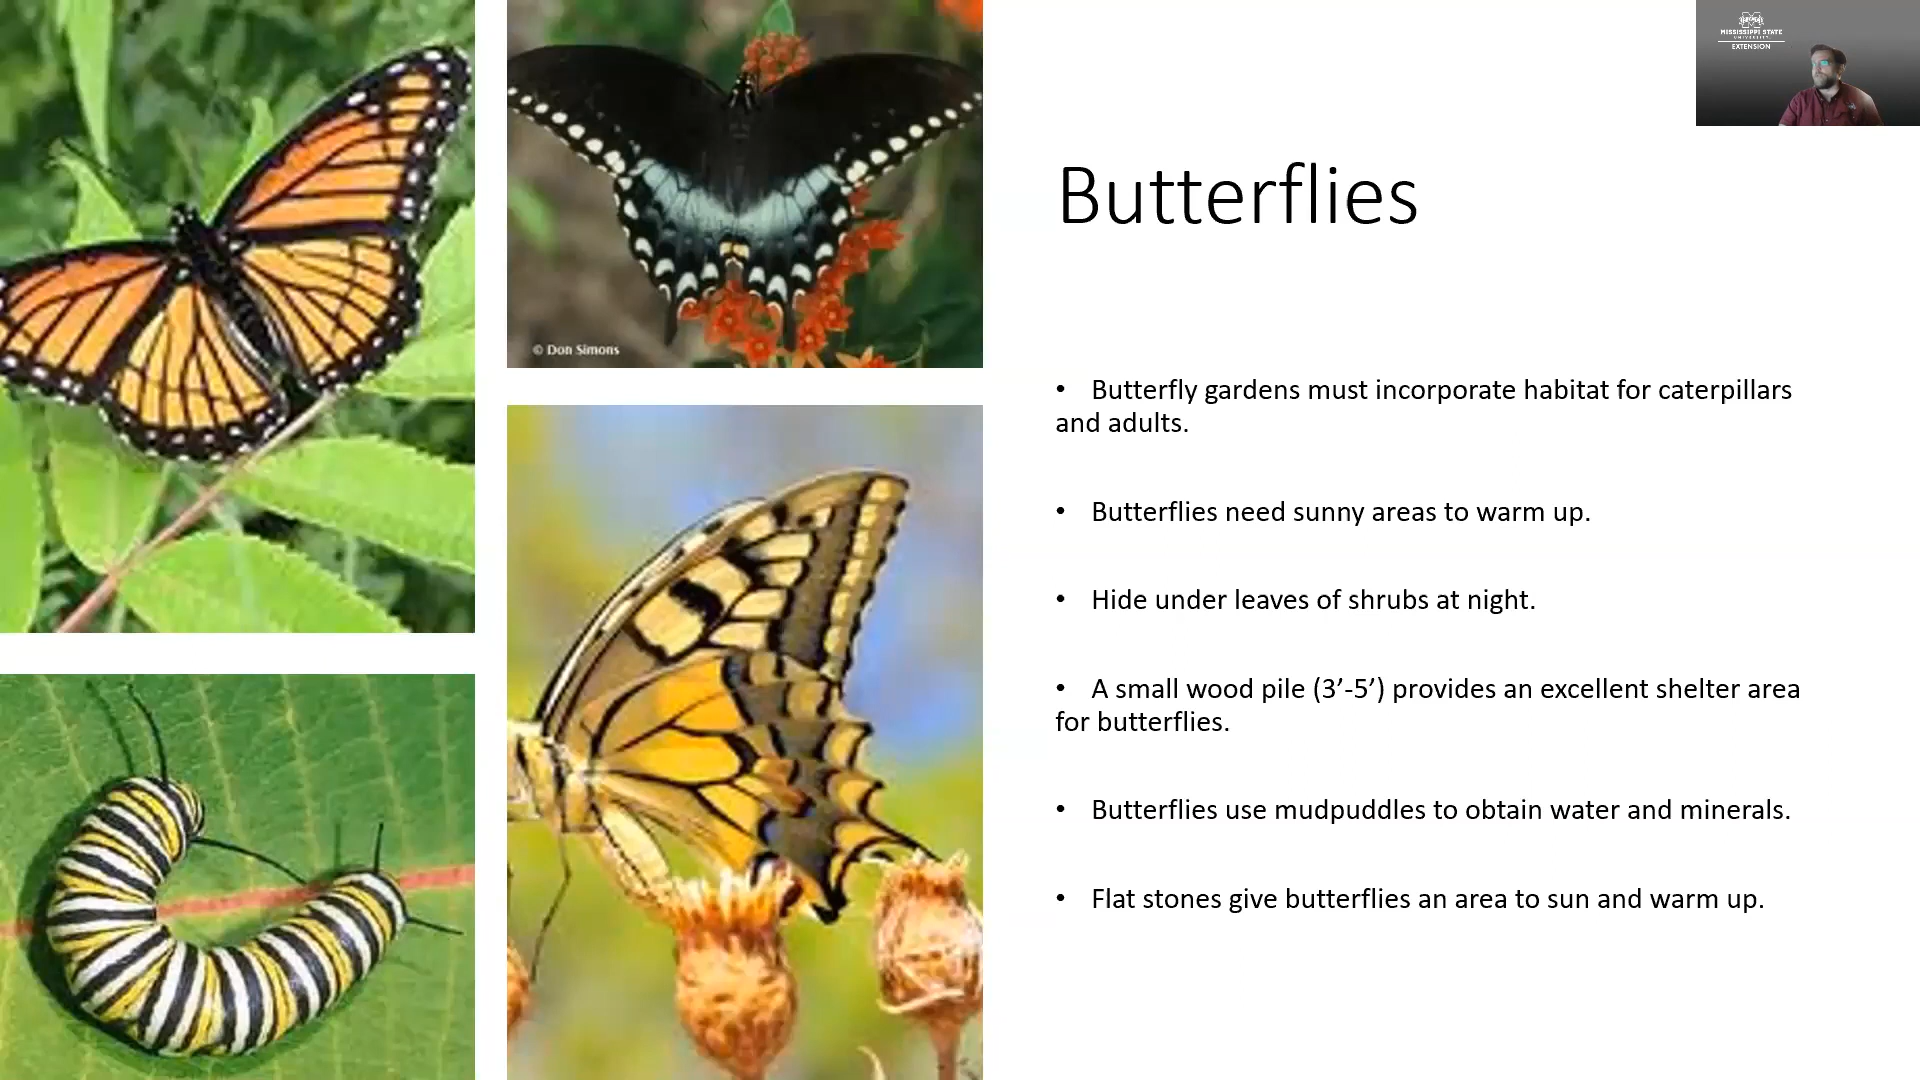 MISSISSIPPI STATE
UNIVERSITY
EXTENSION
Butterflies
© Don Simons
• Butterfly gardens must incorporate habitat for caterpillars
and adults.
• Butterflies need sunny areas to warm up.
• Hide under leaves of shrubs at night.
• A small wood pile (3’-5’) provides an excellent shelter area
for butterflies.
• Butterflies use mudpuddles to obtain water and minerals.
• Flat stones give butterflies an area to sun and warm up.